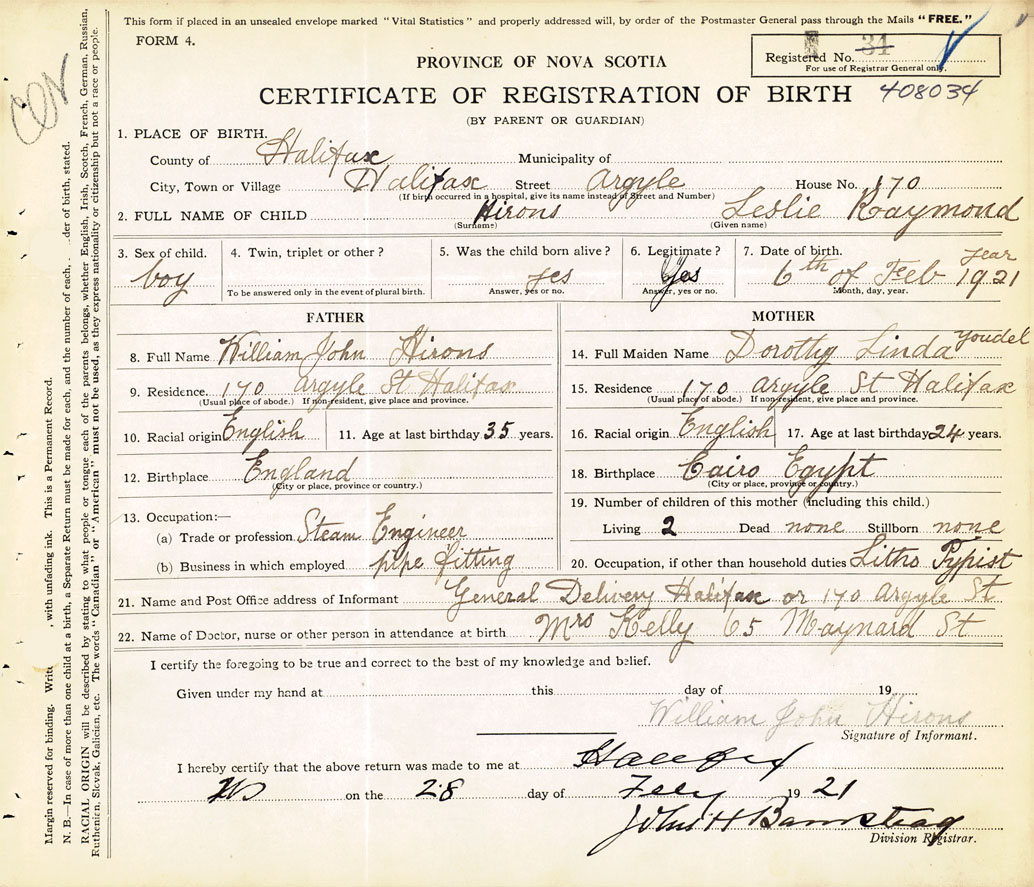 This form if placed in an unsealed envelope marked "Vital Statistics" and properly addressed will, by order of the Postmaster General pass through the Mails "FREE."
FORM 4.
Registered No. 34
For use of Registrar General only.
PROVINCE OF NOVA SCOTIA
CERTIFICATE OF REGISTRATION OF BIRTH 408034
(BY PARENT OR GUARDIAN)
1. PLACE OF BIRTH.
County of Halifax Municipality of
City, Town or Village Halifax Street Argyle House No. 170
(If birth occurred in a hospital, give its name instead of Street and Number)
2. FULL NAME OF CHILD Hirons Leslie Raymond
(Surname) (Given name)
3. Sex of child. 4. Twin, triplet or other? 5. Was the child born alive? 6. Legitimate? 7. Date of birth. year
boy yes Yes 6th of Feb 1921
To be answered only in the event of plural birth. Answer, yes or no. Answer, yes or no. Month, day, year.
FATHER
8. Full Name William John Hirons
9. Residence. 170 argyle St Halifax
(Usual place of abode.) If non-resident, give place and province.
10. Racial origin English 11. Age at last birthday 35 years.
12. Birthplace England
(City or place, province or country.)
13. Occupation:—
(a) Trade or profession Steam Engineer
(b) Business in which employed pipe fitting
MOTHER
14. Full Maiden Name Dorothy Linda Youdel
15. Residence 170 argyle St Halifax
(Usual place of abode.) If non-resident, give place and province.
16. Racial origin English 17. Age at last birthday 24 years.
18. Birthplace Cairo Egypt
(City or place, province or country.)
19. Number of children of this mother (including this child.)
Living 2 Dead none Stillborn none
20. Occupation, if other than household duties Litho Typist
21. Name and Post Office address of Informant General Delivery Halifax or 170 Argyle St
22. Name of Doctor, nurse or other person in attendance at birth Mrs Kelly 65 Maynard St
I certify the foregoing to be true and correct to the best of my knowledge and belief.
Given under my hand at this day of 19
William John Hirons
Signature of Informant.
I hereby certify that the above return was made to me at
on the 28 day of Feby 1921
John H
Division Registrar.
Margin reserved for binding. Write , with unfading ink. This is a Permanent Record.
N. B.—In case of more than one child at a birth, a Separate Return must be made for each, and the number of each, der of birth, stated.
RACIAL ORIGIN will be described by stating to what people or tongue each of the parents belongs, whether English, Irish, Scotch, French, German, Russian,
Ruthenian, Slovak, Galician, etc. The words "Canadian" or "American" must not be used, as they express nationality or citizenship but not a race or people.